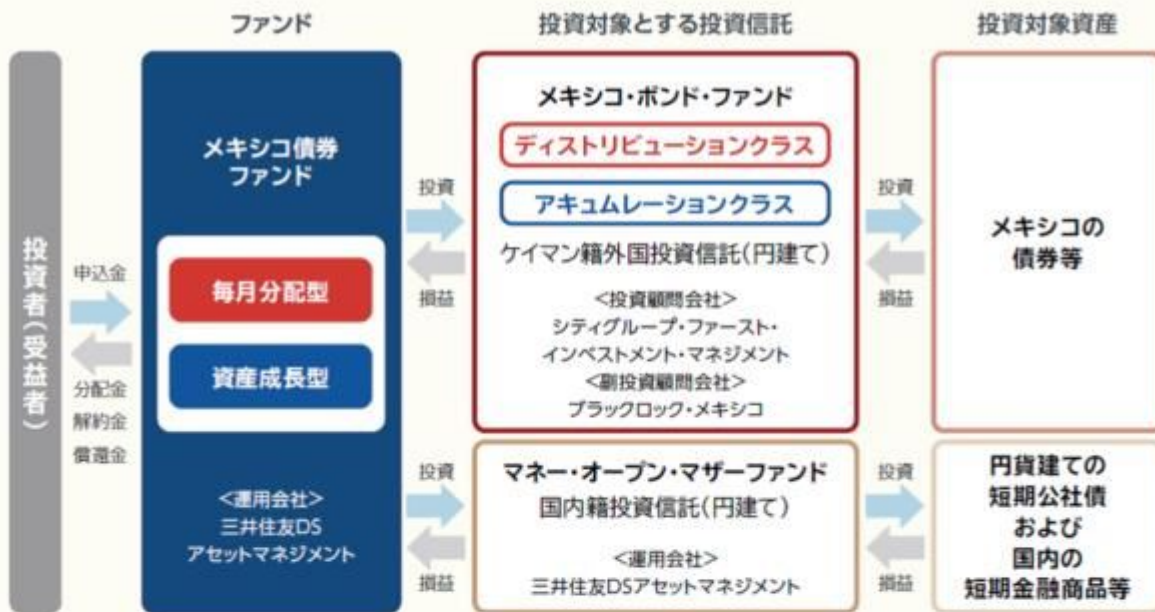 ファンド
投資対象とする投資信託
投資対象資産
投資者(受益者)
申込金
分配金
解約金
償還金
メキシコ債券
ファンド
毎月分配型
資産成長型
<運用会社>
三井住友DS
アセットマネジメント
投資
損益
投資
損益
メキシコ・ボンド・ファンド
ディストリビューションクラス
アキュムレーションクラス
ケイマン籍外国投資信託(円建て)
<投資顧問会社>
シティグループ・ファースト・
インベストメント・マネジメント
<副投資顧問会社>
ブラックロック・メキシコ
マネー・オープン・マザーファンド
国内籍投資信託(円建て)
<運用会社>
三井住友DSアセットマネジメント
投資
損益
投資
損益
メキシコの
債券等
円貨建ての
短期公社債
および
国内の
短期金融商品等